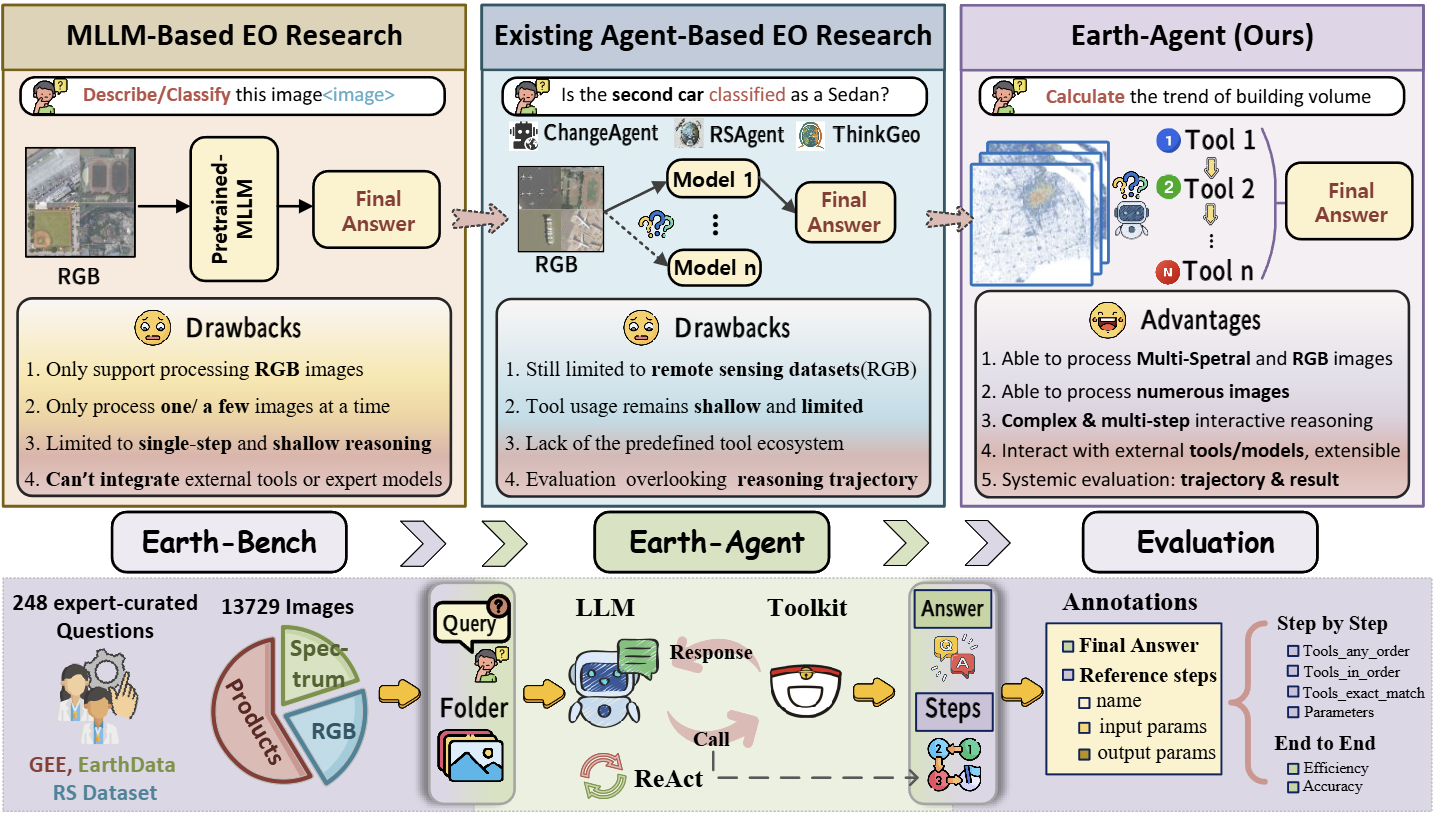 MLLM-Based EO Research
Describe/Classify this image<image>
RGB
Pretrained-
MLLM
Final
Answer
Drawbacks
1. Only support processing RGB images
2. Only process one/ a few images at a time
3. Limited to single-step and shallow reasoning
4. Can't integrate external tools or expert models
Existing Agent-Based EO Research
Is the second car classified as a Sedan?
ChangeAgent
RSAgent
ThinkGeo
RGB
Model 1
Model n
Final
Answer
Drawbacks
1. Still limited to remote sensing datasets(RGB)
2. Tool usage remains shallow and limited
3. Lack of the predefined tool ecosystem
4. Evaluation overlooking reasoning trajectory
Earth-Agent (Ours)
Calculate the trend of building volume
1 Tool 1
2 Tool 2
N Tool n
Final
Answer
Advantages
1. Able to process Multi-Spetral and RGB images
2. Able to process numerous images
3. Complex & multi-step interactive reasoning
4. Interact with external tools/models, extensible
5. Systemic evaluation: trajectory & result
Earth-Bench
Earth-Agent
Evaluation
248 expert-curated
Questions
GEE, EarthData
RS Dataset
13729 Images
Spec-
trum
Products
RGB
Query
Folder
LLM
Toolkit
Response
Call
ReAct
Answer
Q
A
Steps
2
1
3
Annotations
Final Answer
Reference steps
name
input params
output params
Step by Step
Tools_any_order
Tools_in_order
Tools_exact_match
Parameters
End to End
Efficiency
Accuracy